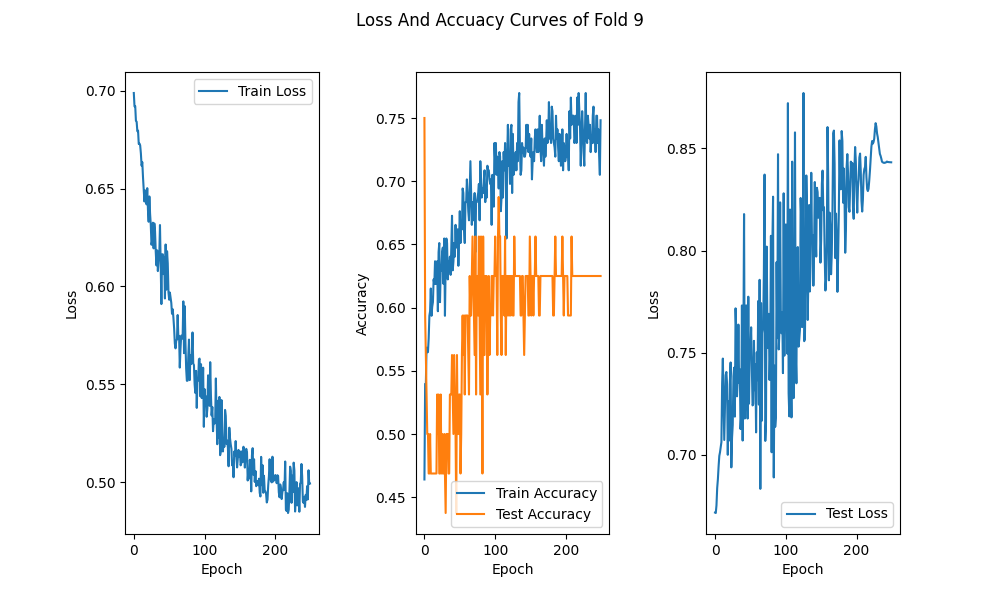 Loss And Accuacy Curves of Fold 9
Train Loss
0.70
0.65
0.60
0.55
0.50
Loss
0
100
200
Epoch
0.75
0.70
0.65
0.60
0.55
0.50
0.45
Accuracy
Train Accuracy
Test Accuracy
0
100
200
Epoch
0.85
0.80
0.75
0.70
Loss
Test Loss
0
100
200
Epoch